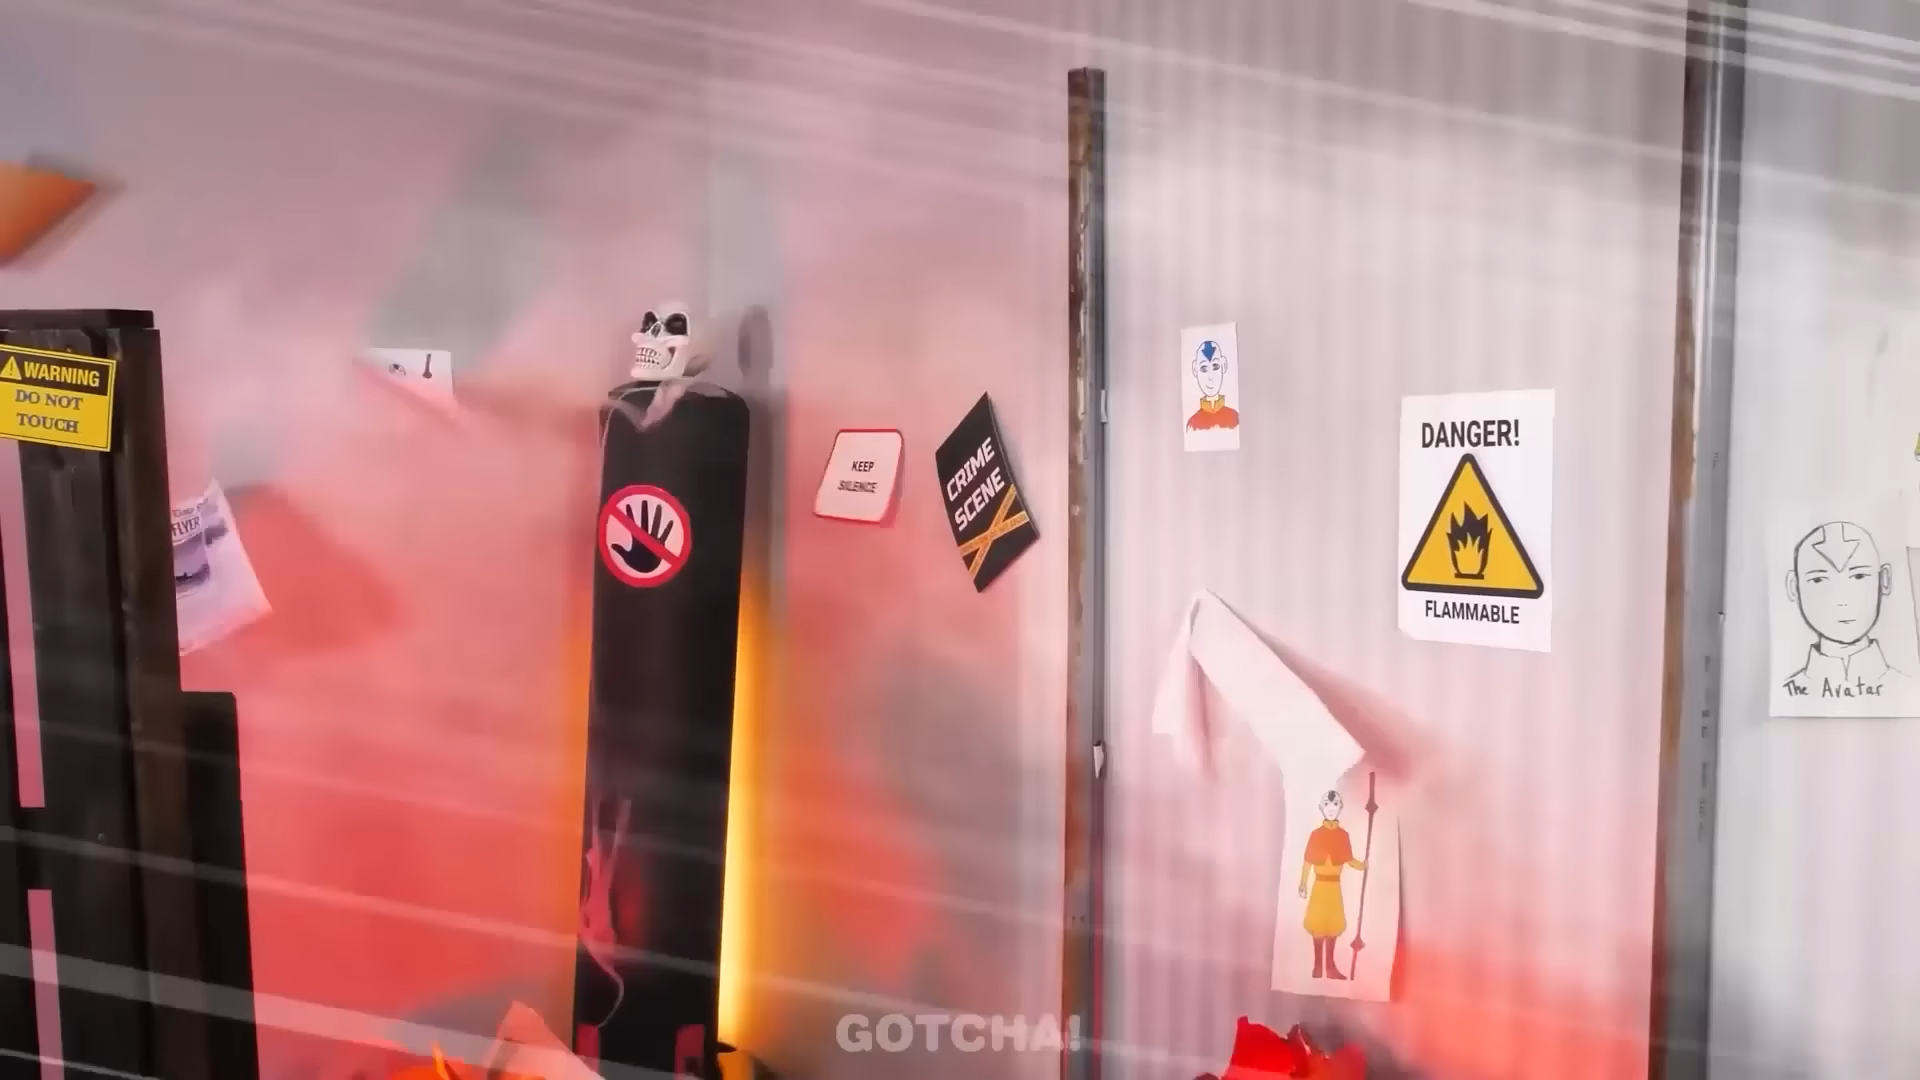 WARNING
DO NOT
TOUCH
FLYER
KEEP
SILENCE
CRIME
SCENE
DANGER!
FLAMMABLE
The Avatar
GOTCHA!